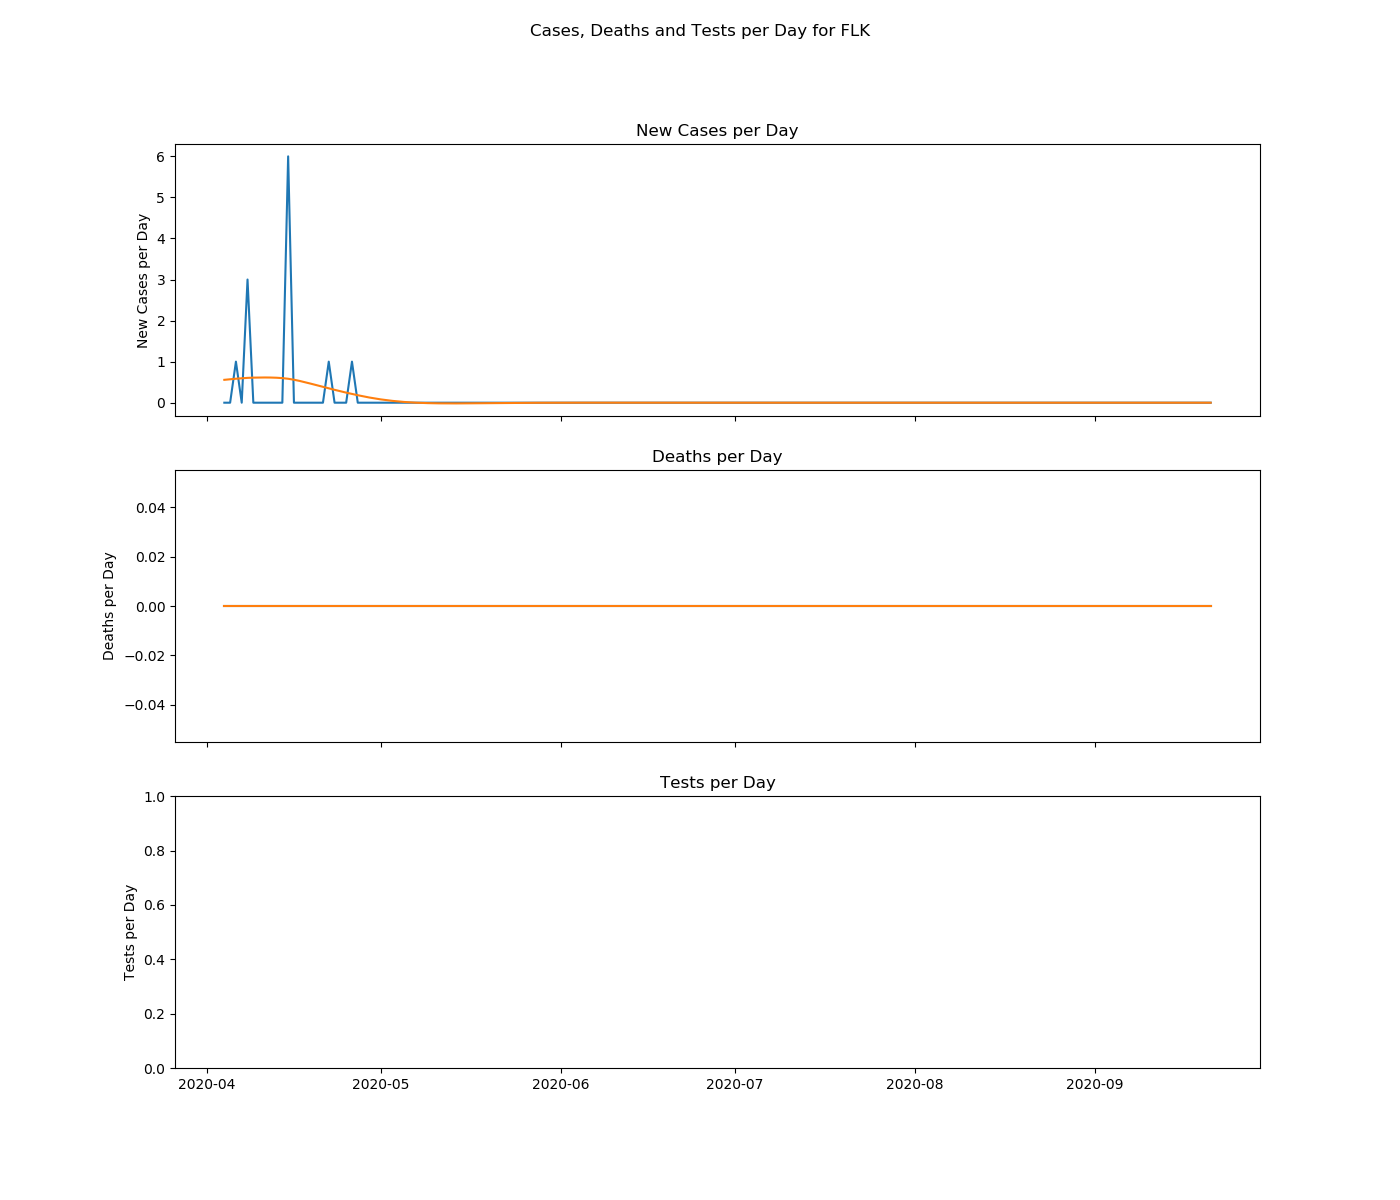 Cases, Deaths and Tests per Day for FLK
New Cases per Day
6
5
4
3
2
1
0
New Cases per Day
Deaths per Day
0.04
0.02
0.00
−0.02
−0.04
Deaths per Day
Tests per Day
1.0
0.8
0.6
0.4
0.2
0.0
Tests per Day
2020-04 2020-05 2020-06 2020-07 2020-08 2020-09